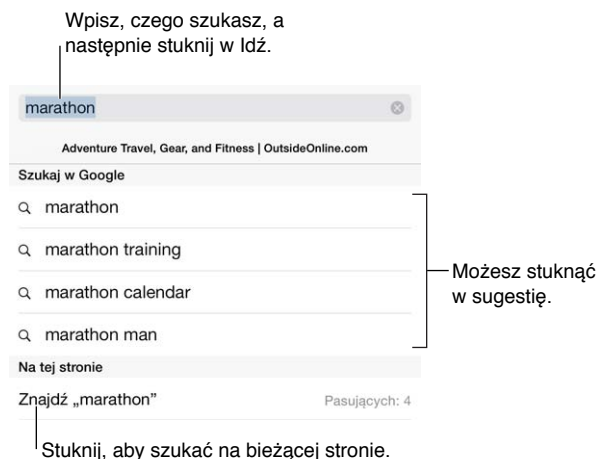 Wpisz, czego szukasz, a
następnie stuknij w Idź.
marathon
Adventure Travel, Gear, and Fitness | OutsideOnline.com
Szukaj w Google
marathon
marathon training
marathon calendar
marathon man
Możesz stuknąć
w sugestię.
Na tej stronie
Znajdź „marathon” Pasujących: 4
Stuknij, aby szukać na bieżącej stronie.